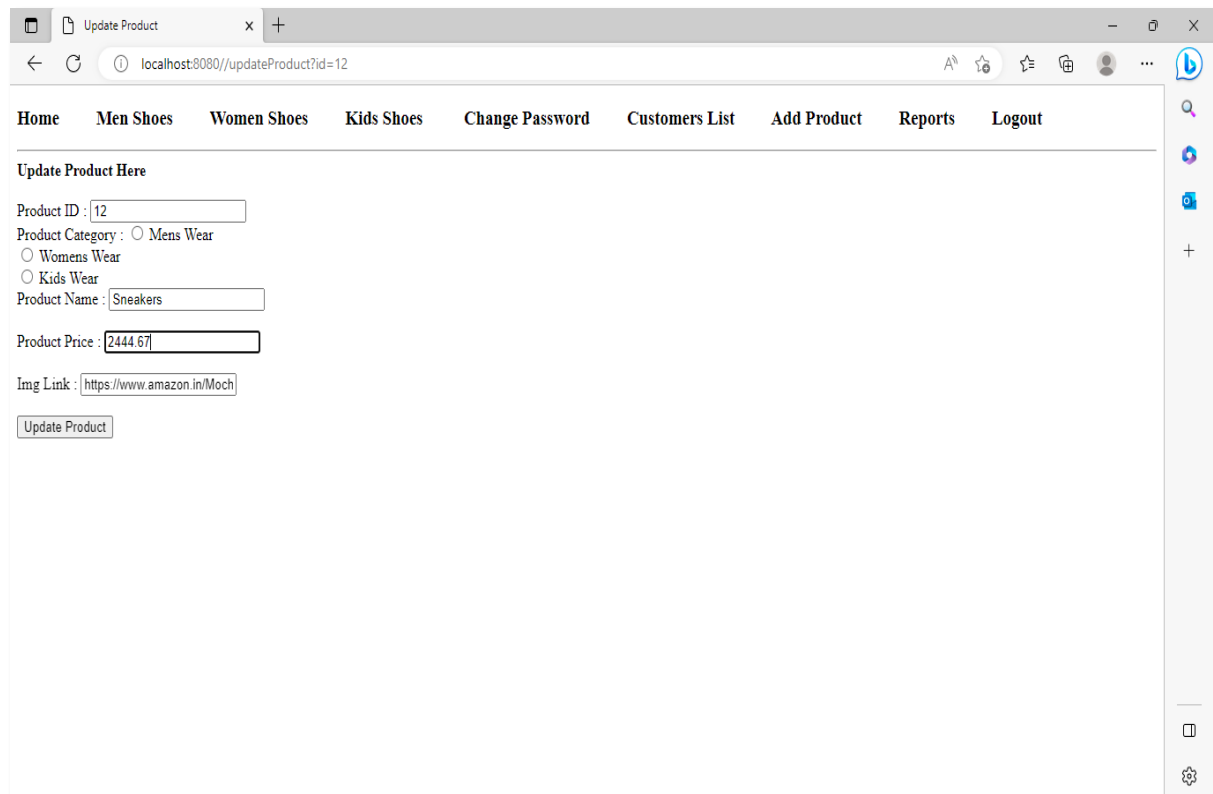 Update Product
localhost:8080//updateProduct?id=12
Home Men Shoes Women Shoes Kids Shoes Change Password Customers List Add Product Reports Logout
Update Product Here
Product ID : 12
Product Category : Mens Wear
Womens Wear
Kids Wear
Product Name : Sneakers
Product Price : 2444.67
Img Link : https://www.amazon.in/Moch
Update Product